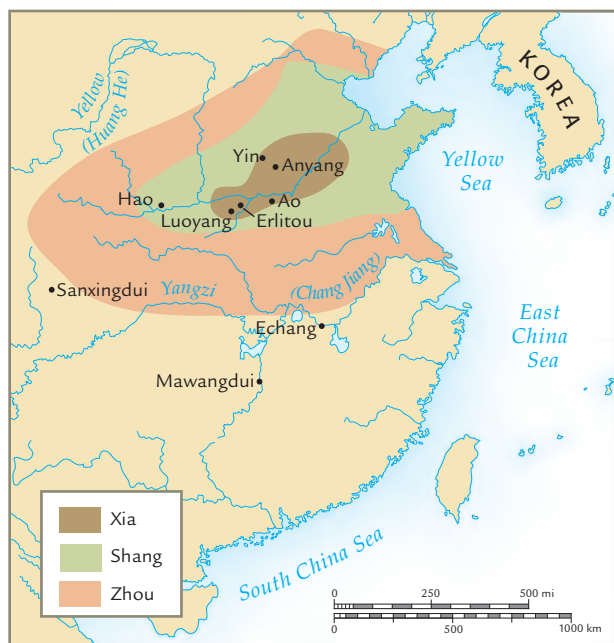 KOREA
Yellow
(Huang He)
Yin
Anyang
Yellow
Sea
Hao
Ao
Luoyang
Erlitou
Sanxingdui
Yangzi
(Chang Jiang)
Echang
East
China
Sea
Mawangdui
Xia
Shang
Zhou
South China Sea
0 250 500 mi
0 500 1000 km